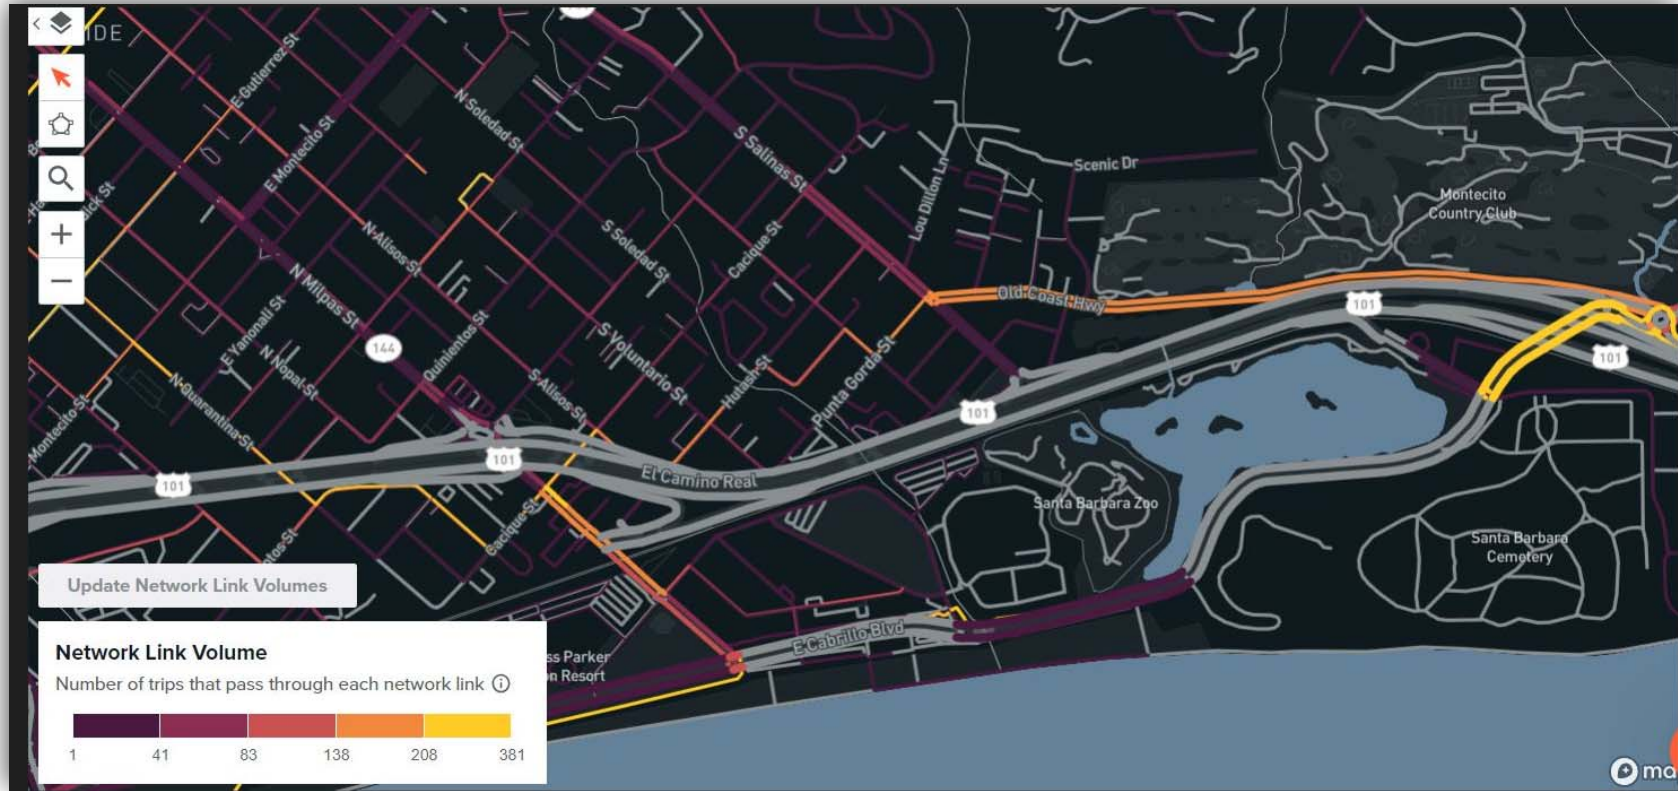 IDE
E Gutierrez St
N Soledad St
E Montecito St
S Salinas St
Lou Dillon Ln
Scenic Dr
Montecito
Country Club
N Alisos St
S Soledad St
Cacique St
N Milpas St
Old Coast Hwy
101
101
101
144
E Yanonali St
N Nopal St
Quinientos St
S Voluntario St
S Alisos St
Hutash St
Punta Gorda St
N Quarantina St
Montecito St
101
101
El Camino Real
Santa Barbara Zoo
Cacique St
Santa Barbara
Cemetery
E Cabrillo Blvd
ss Parker
n Resort
Update Network Link Volumes
Network Link Volume
Number of trips that pass through each network link
1 41 83 138 208 381
ma